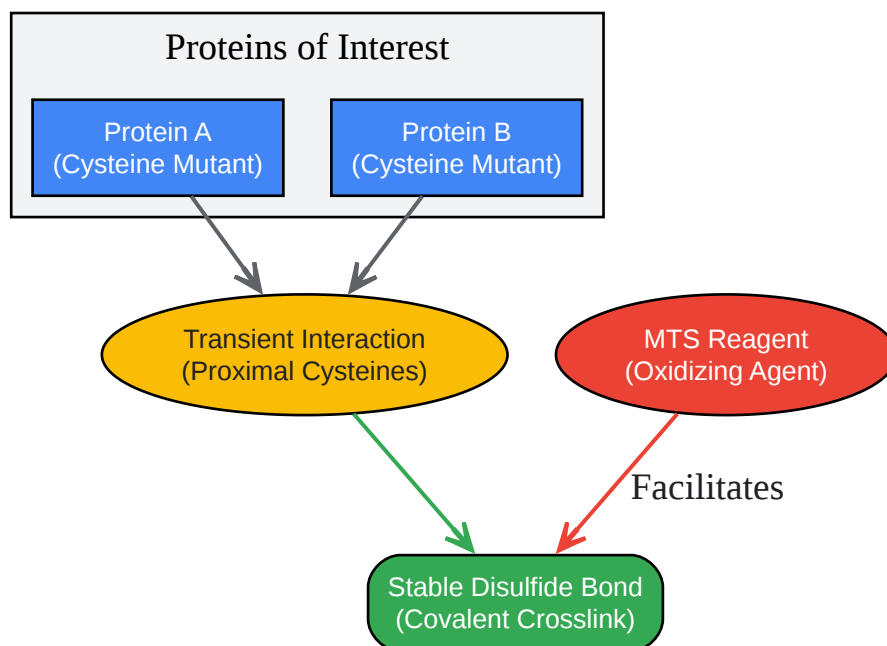 Proteins of Interest
Protein A
(Cysteine Mutant)
Protein B
(Cysteine Mutant)
Transient Interaction
(Proximal Cysteines)
MTS Reagent
(Oxidizing Agent)
Facilitates
Stable Disulfide Bond
(Covalent Crosslink)